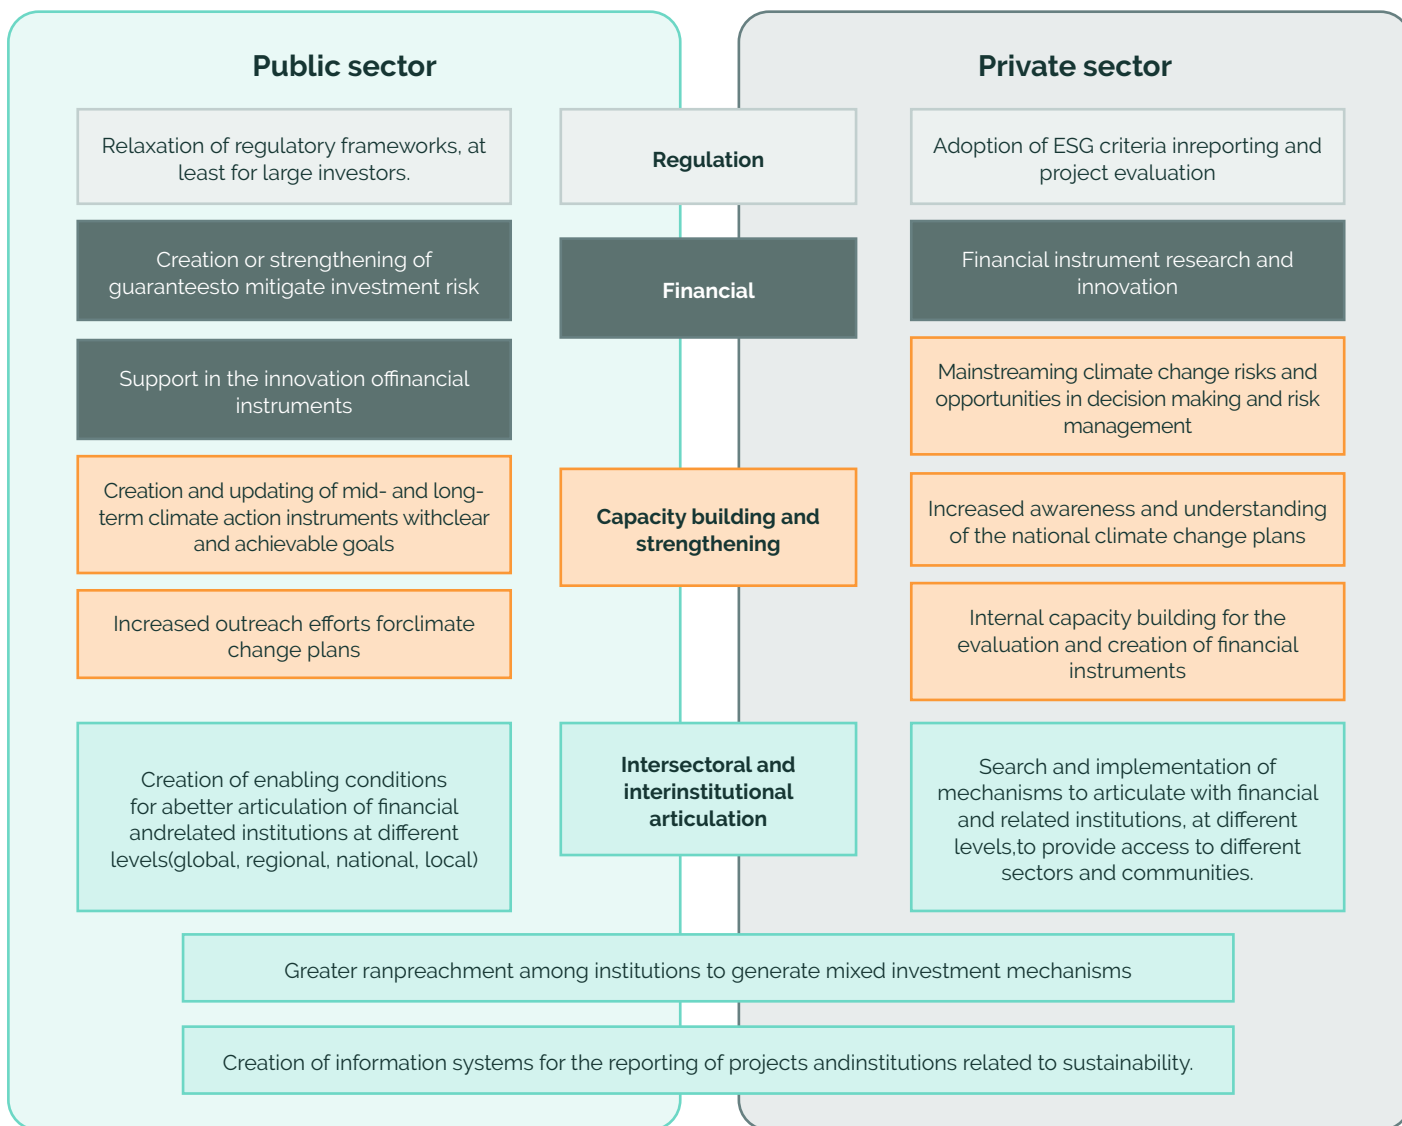 Public sector
Private sector
Relaxation of regulatory frameworks, at
least for large investors.
Regulation
Adoption of ESG criteria inreporting and
project evaluation
Creation or strengthening of
guaranteesto mitigate investment risk
Financial
Financial instrument research and
innovation
Support in the innovation offinancial
instruments
Mainstreaming climate change risks and
opportunities in decision making and risk
management
Creation and updating of mid- and long-
term climate action instruments withclear
and achievable goals
Capacity building and
strengthening
Increased awareness and understanding
of the national climate change plans
Increased outreach efforts forclimate
change plans
Internal capacity building for the
evaluation and creation of financial
instruments
Creation of enabling conditions
for abetter articulation of financial
andrelated institutions at different
levels(global, regional, national, local)
Intersectoral and
interinstitutional
articulation
Search and implementation of
mechanisms to articulate with financial
and related institutions, at different
levels,to provide access to different
sectors and communities.
Greater ranpreachment among institutions to generate mixed investment mechanisms
Creation of information systems for the reporting of projects andinstitutions related to sustainability.